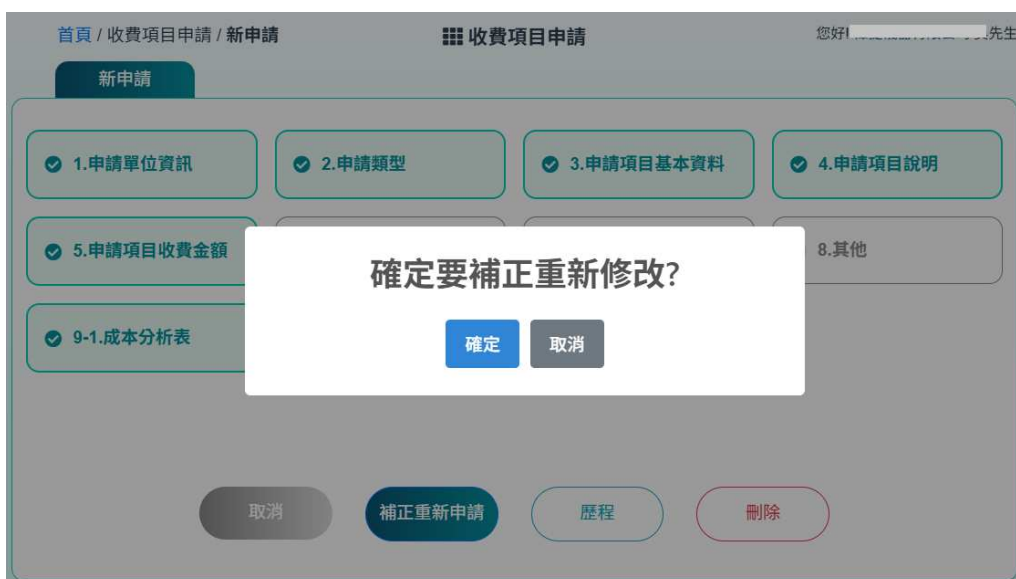 首頁 / 收費項目申請 / 新申請
收費項目申請
您好
先生
新申請
1.申請單位資訊
2.申請類型
3.申請項目基本資料
4.申請項目說明
5.申請項目收費金額
8.其他
確定要補正重新修改?
確定
取消
9-1.成本分析表
取消
補正重新申請
歷程
刪除